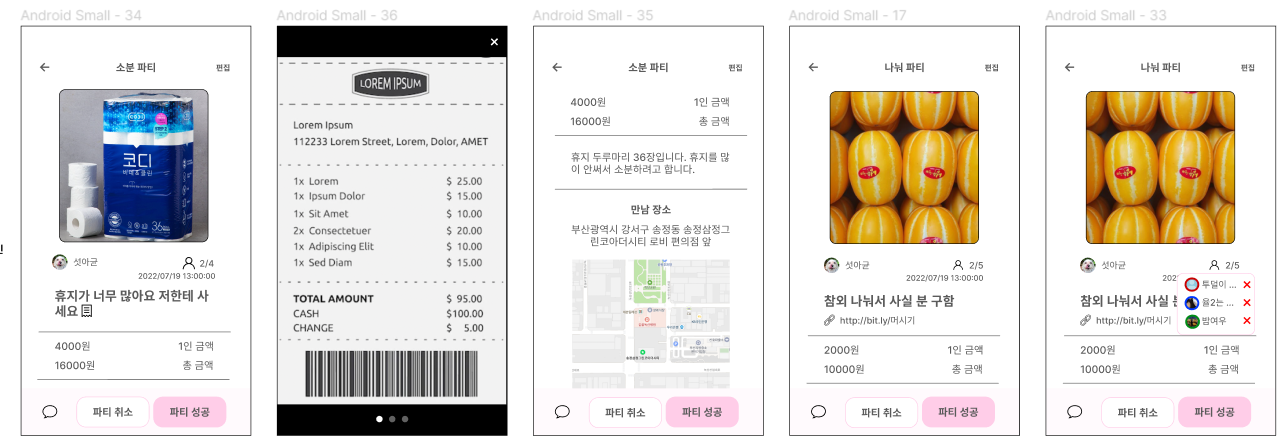 Android Small - 34
소분 파티
편집
코디
비데&클린
36
섯아균
2/4
2022/07/19 13:00:00
휴지가 너무 많아요 저한테 사
세요
4000원
1인 금액
16000원
총 금액
파티 취소
파티 성공
Android Small - 36
LOREM IPSUM
Lorem Ipsum
112233 Lorem Street, Lorem, Dolor, AMET
1x Lorem $ 25.00
1x Ipsum Dolor $ 15.00
1x Sit Amet $ 10.00
2x Consectetuer $ 20.00
1x Adipiscing Elit $ 10.00
1x Sed Diam $ 15.00
TOTAL AMOUNT $ 95.00
CASH $100.00
CHANGE $ 5.00
Android Small - 35
소분 파티
편집
4000원
1인 금액
16000원
총 금액
휴지 두루마리 36장입니다. 휴지를 많
이 안써서 소분하려고 합니다.
만남 장소
부산광역시 강서구 송정동 송정삼정그
린코아더시티 로비 편의점 앞
파티 취소
파티 성공
Android Small - 17
나눠 파티
편집
섯아균
2/5
2022/07/19 13:00:00
참외 나눠서 사실 분 구함
http://bit.ly/머시기
2000원
1인 금액
10000원
총 금액
파티 취소
파티 성공
Android Small - 33
나눠 파티
편집
섯아균
2/5
202
참외 나눠서 사실
http://bit.ly/머시기
투덜이 ...
율2는 ...
밤여우
2000원
1인 금액
10000원
총 금액
파티 취소
파티 성공